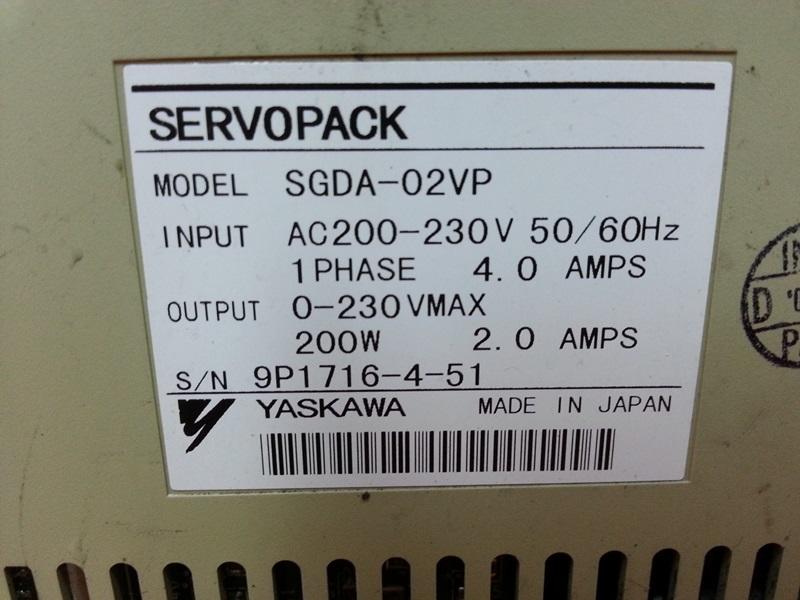 SERVOPACK
MODEL SGDA-02VP
INPUT AC200-230V 50/60Hz
1PHASE 4.0 AMPS
OUTPUT 0-230VMAX
200W 2.0 AMPS
S/N 9P1716-4-51
YASKAWA MADE IN JAPAN
D